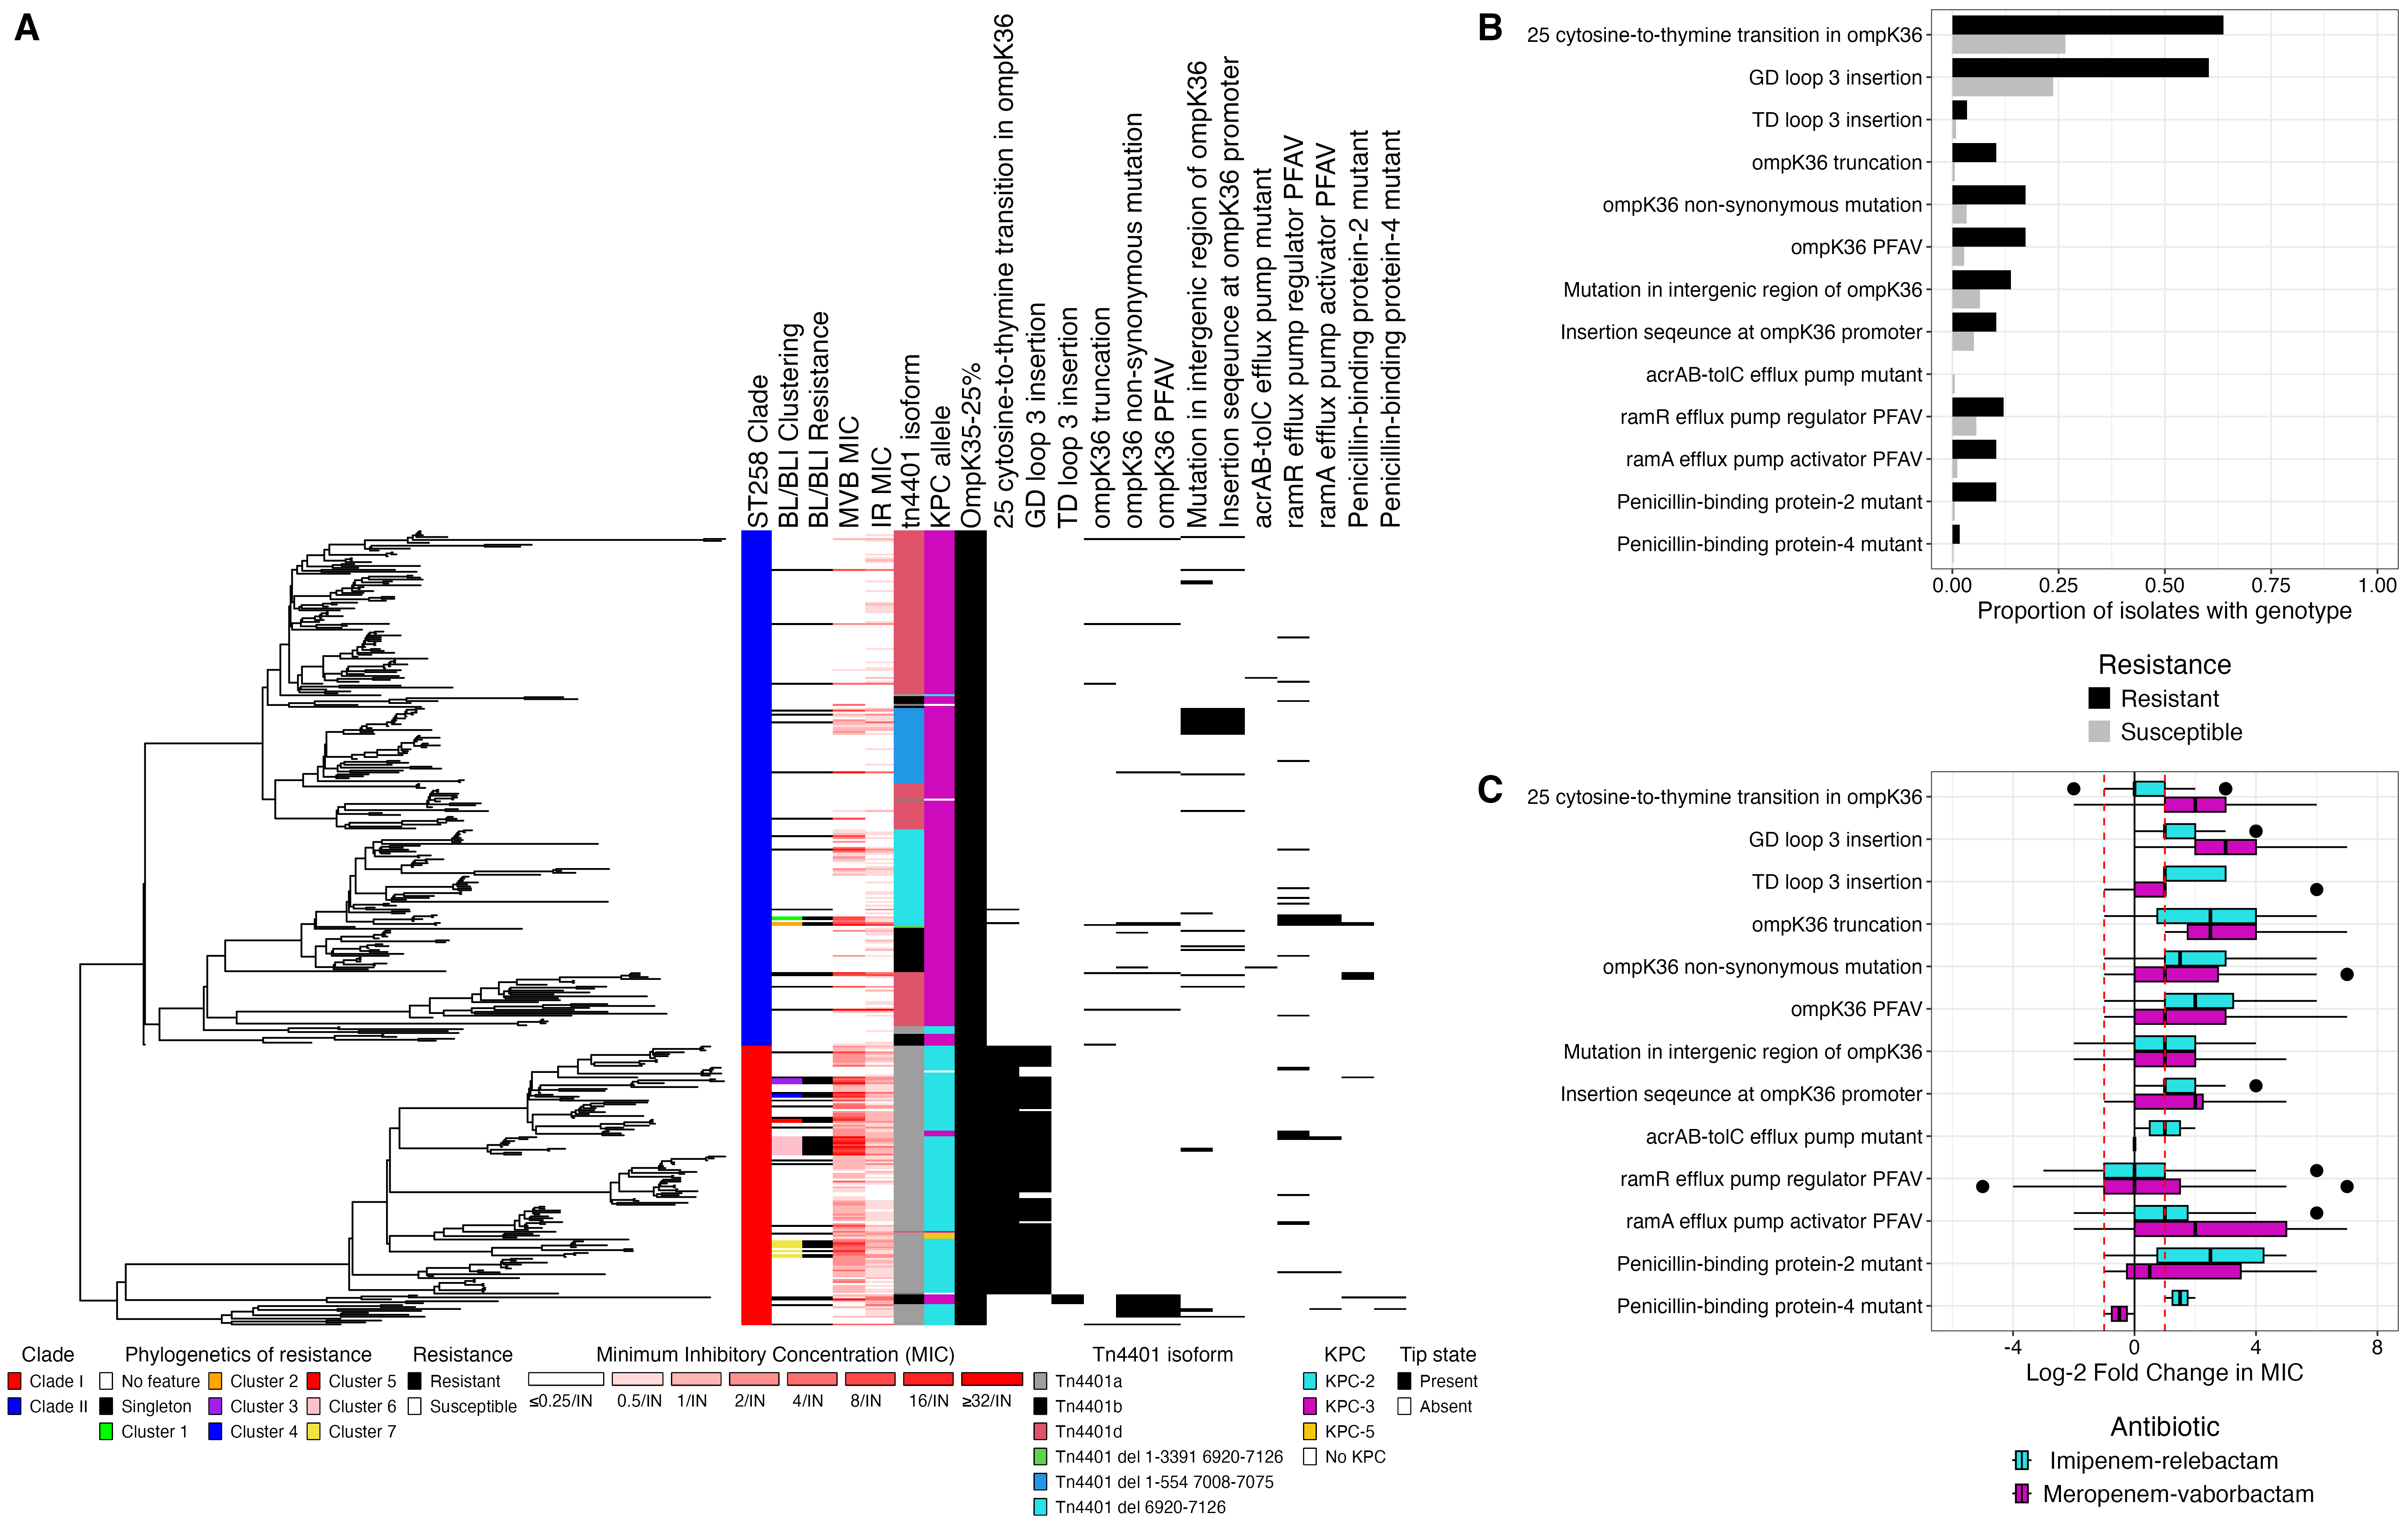 A
ST258 Clade
BL/BLI Clustering
BL/BLI Resistance
MVB MIC
IR MIC
tn4401 isoform
KPC allele
OmpK35-25%
25 cytosine-to-thymine transition in ompK36
GD loop 3 insertion
TD loop 3 insertion
ompK36 truncation
ompK36 non-synonymous mutation
ompK36 PFAV
Mutation in intergenic region of ompK36
Insertion seqeunce at ompK36 promoter
acrAB-tolC efflux pump mutant
ramR efflux pump regulator PFAV
ramA efflux pump activator PFAV
Penicillin-binding protein-2 mutant
Penicillin-binding protein-4 mutant
Clade
Clade I
Clade II
Phylogenetics of resistance
No feature
Singleton
Cluster 1
Cluster 2
Cluster 3
Cluster 4
Cluster 5
Cluster 6
Cluster 7
Resistance
Resistant
Susceptible
Minimum Inhibitory Concentration (MIC)
≤0.25/IN 0.5/IN 1/IN 2/IN 4/IN 8/IN 16/IN ≥32/IN
Tn4401 isoform
Tn4401a
Tn4401b
Tn4401d
Tn4401 del 1-3391 6920-7126
Tn4401 del 1-554 7008-7075
Tn4401 del 6920-7126
KPC
KPC-2
KPC-3
KPC-5
No KPC
Tip state
Present
Absent
B
25 cytosine-to-thymine transition in ompK36
GD loop 3 insertion
TD loop 3 insertion
ompK36 truncation
ompK36 non-synonymous mutation
ompK36 PFAV
Mutation in intergenic region of ompK36
Insertion seqeunce at ompK36 promoter
acrAB-tolC efflux pump mutant
ramR efflux pump regulator PFAV
ramA efflux pump activator PFAV
Penicillin-binding protein-2 mutant
Penicillin-binding protein-4 mutant
0.00 0.25 0.50 0.75 1.00
Proportion of isolates with genotype
Resistance
Resistant
Susceptible
C
25 cytosine-to-thymine transition in ompK36
GD loop 3 insertion
TD loop 3 insertion
ompK36 truncation
ompK36 non-synonymous mutation
ompK36 PFAV
Mutation in intergenic region of ompK36
Insertion seqeunce at ompK36 promoter
acrAB-tolC efflux pump mutant
ramR efflux pump regulator PFAV
ramA efflux pump activator PFAV
Penicillin-binding protein-2 mutant
Penicillin-binding protein-4 mutant
-4 0 4 8
Log-2 Fold Change in MIC
Antibiotic
Imipenem-relebactam
Meropenem-vaborbactam